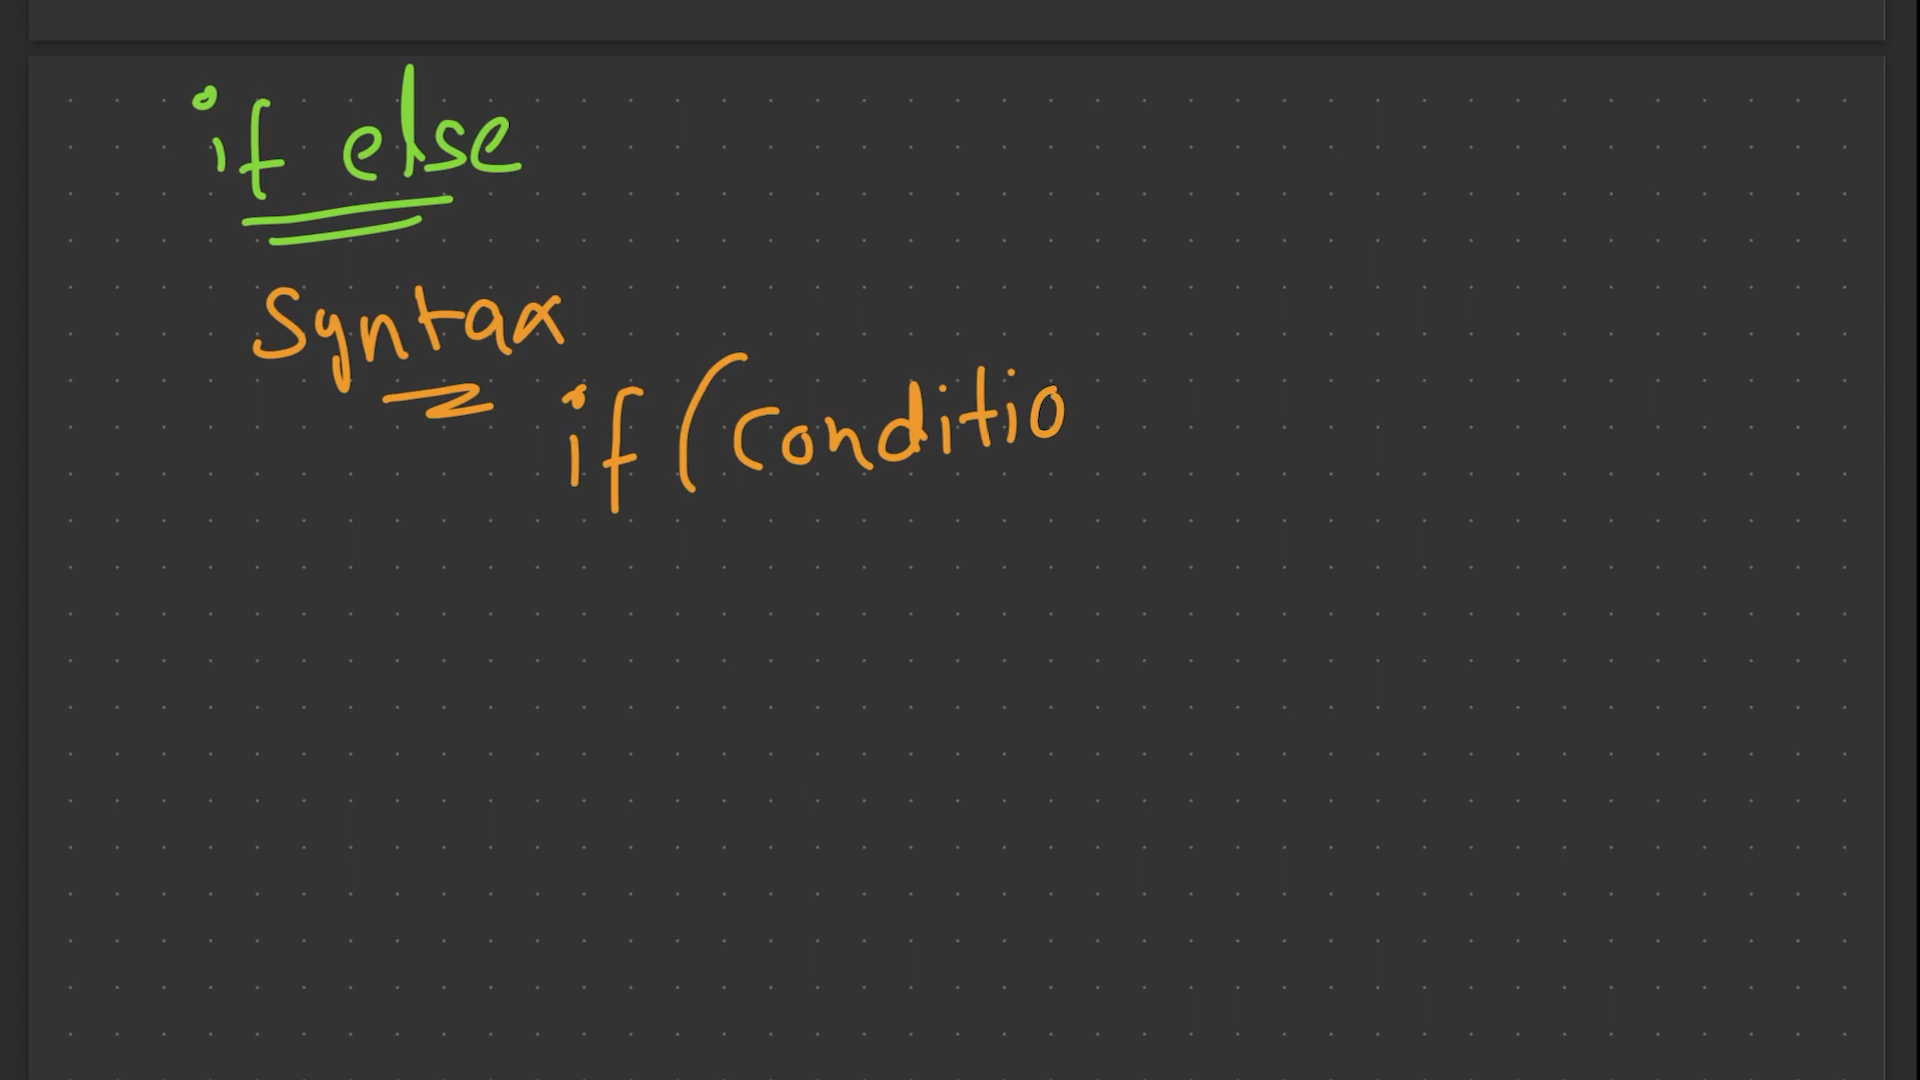 if else
Syntax
if (Conditio